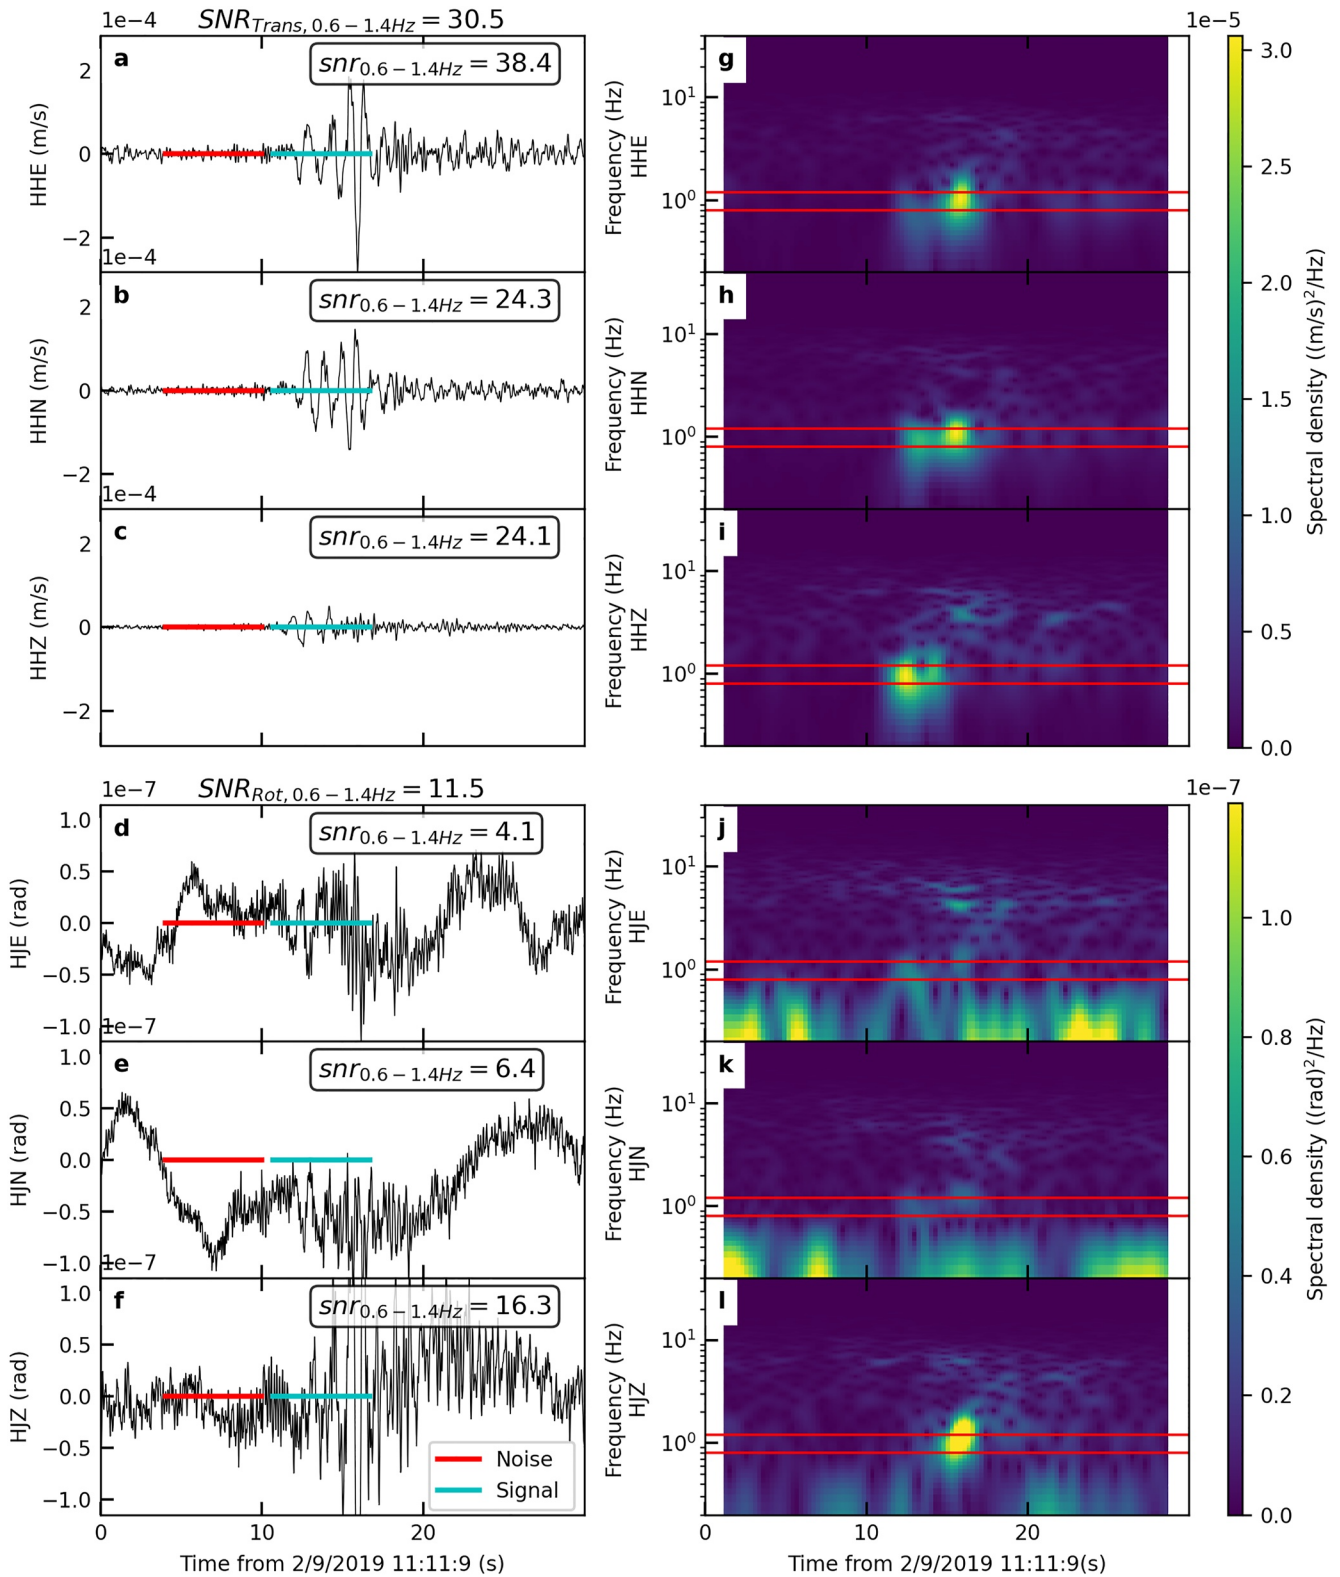 1e−4 SNR_Trans, 0.6−1.4Hz = 30.5
a snr_0.6−1.4Hz = 38.4
HHE (m/s)
2
0
−2
1e−4
b snr_0.6−1.4Hz = 24.3
HHN (m/s)
2
0
−2
1e−4
c snr_0.6−1.4Hz = 24.1
HHZ (m/s)
2
0
−2
g
Frequency (Hz)
HHE
10^1
10^0
h
Frequency (Hz)
HHN
10^1
10^0
i
Frequency (Hz)
HHZ
10^1
10^0
1e−5
3.0
2.5
2.0
1.5
1.0
0.5
0.0
Spectral density ((m/s)^2/Hz)
1e−7 SNR_Rot, 0.6−1.4Hz = 11.5
d snr_0.6−1.4Hz = 4.1
HJE (rad)
1.0
0.5
0.0
−0.5
−1.0
1e−7
e snr_0.6−1.4Hz = 6.4
HJN (rad)
1.0
0.5
0.0
−0.5
−1.0
1e−7
f snr_0.6−1.4Hz = 16.3
HJZ (rad)
1.0
0.5
0.0
−0.5
−1.0
Noise
Signal
0 10 20
Time from 2/9/2019 11:11:9 (s)
j
Frequency (Hz)
HJE
10^1
10^0
k
Frequency (Hz)
HJN
10^1
10^0
l
Frequency (Hz)
HJZ
10^1
10^0
0 10 20
Time from 2/9/2019 11:11:9(s)
1e−7
1.0
0.8
0.6
0.4
0.2
0.0
Spectral density ((rad)^2/Hz)